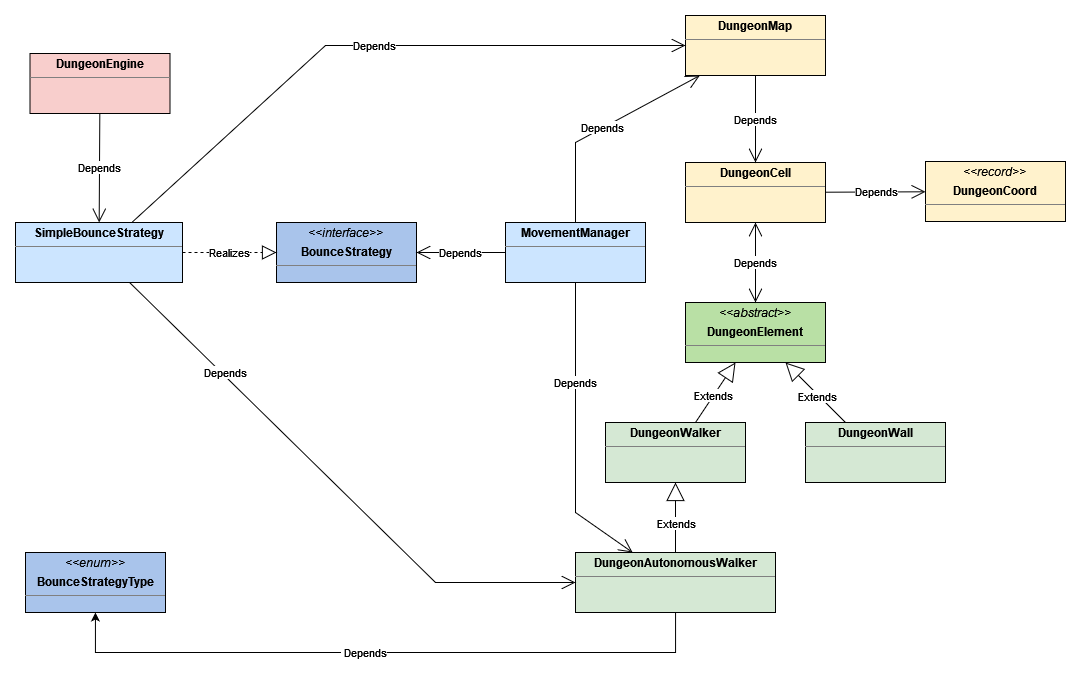 DungeonMap
Depends
DungeonEngine
Depends
Depends
Depends
<<record>>
DungeonCell
DungeonCoord
Depends
SimpleBounceStrategy
<<interface>>
BounceStrategy
MovementManager
Realizes
Depends
Depends
<<abstract>>
DungeonElement
Depends
Depends
Extends
Extends
DungeonWalker
DungeonWall
Extends
<<enum>>
BounceStrategyType
DungeonAutonomousWalker
Depends